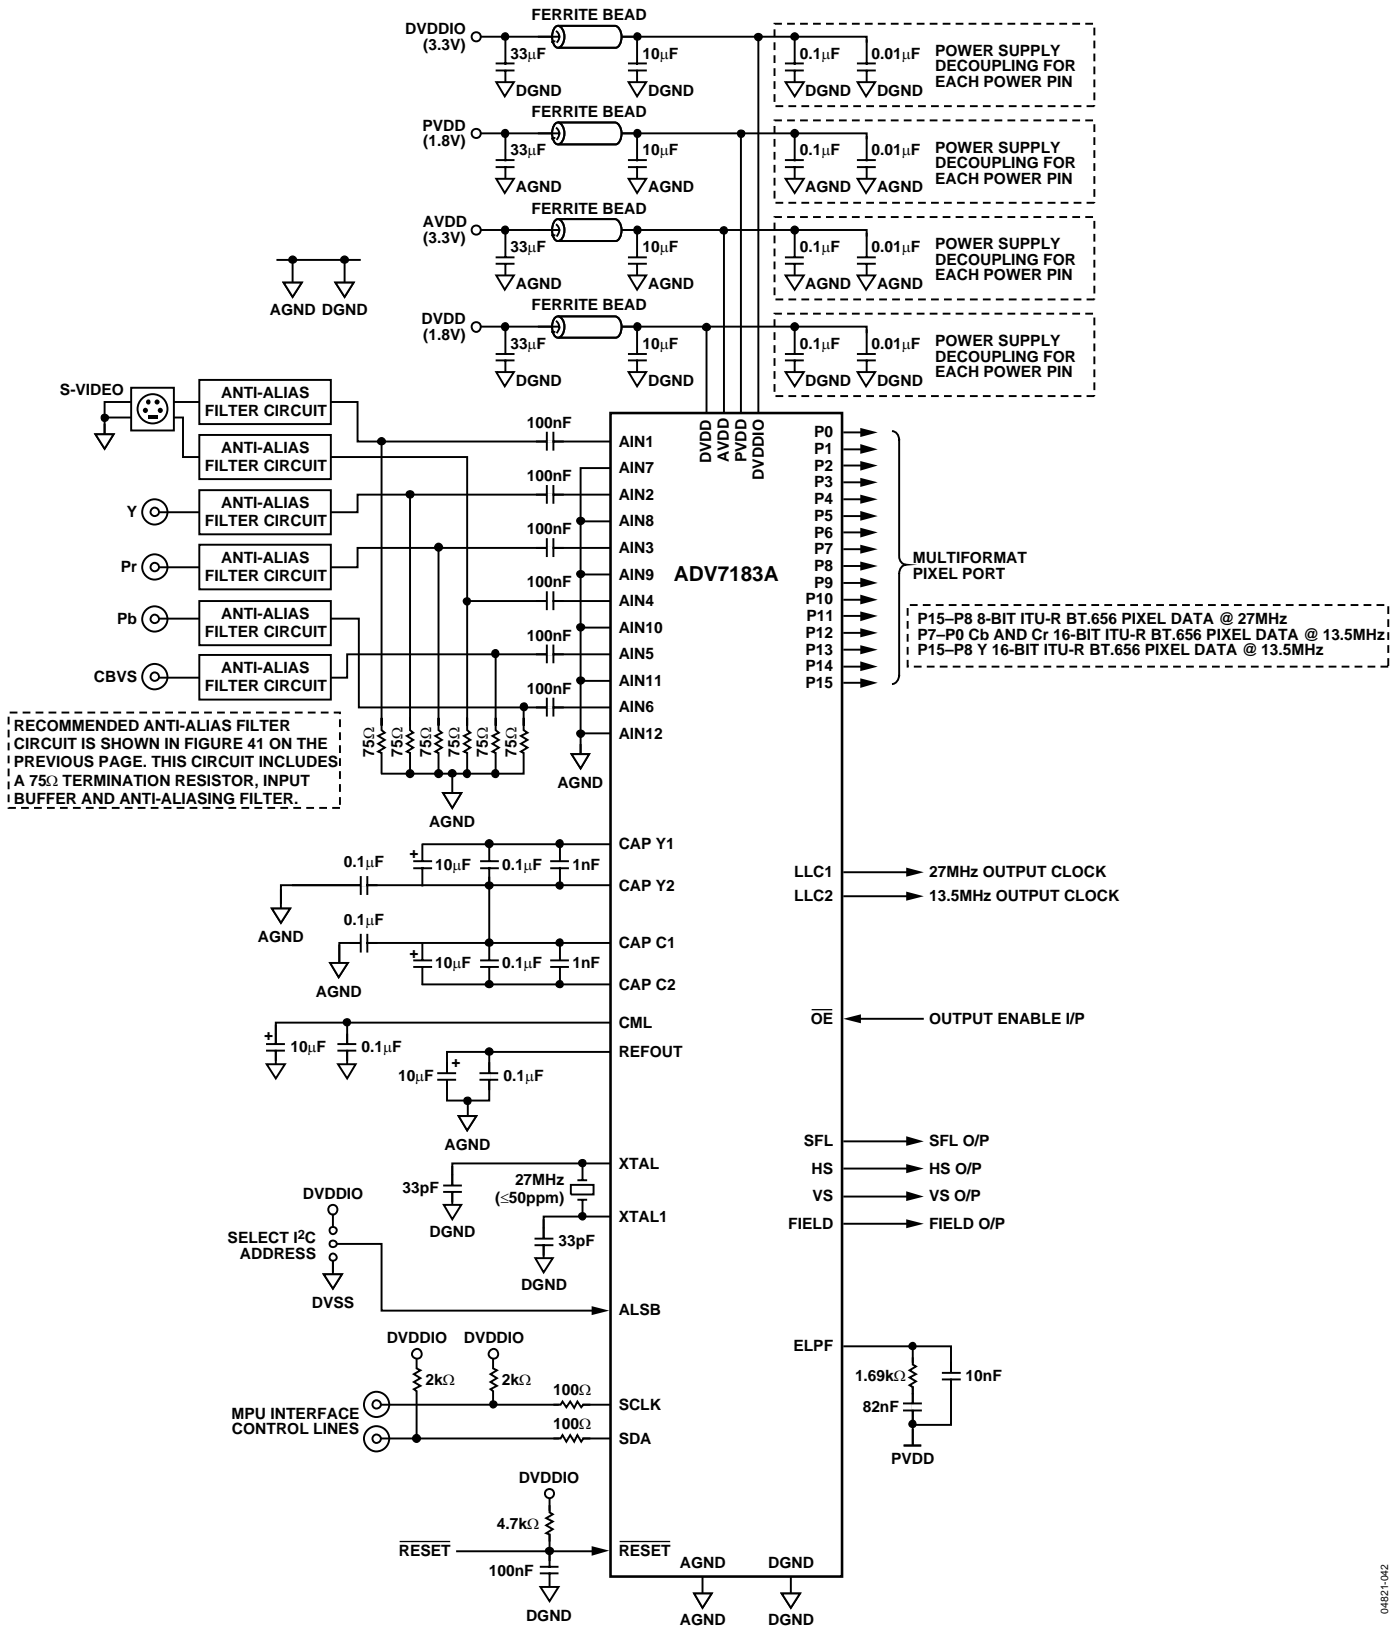 FERRITE BEAD
DVDDIO
(3.3V)
33μF
10μF
0.1μF
0.01μF
POWER SUPPLY
DECOUPLING FOR
EACH POWER PIN
DGND
DGND
DGND
DGND
FERRITE BEAD
PVDD
(1.8V)
33μF
10μF
0.1μF
0.01μF
POWER SUPPLY
DECOUPLING FOR
EACH POWER PIN
AGND
AGND
AGND
AGND
FERRITE BEAD
AVDD
(3.3V)
33μF
10μF
0.1μF
0.01μF
POWER SUPPLY
DECOUPLING FOR
EACH POWER PIN
AGND
AGND
AGND
AGND
AGND
DGND
FERRITE BEAD
DVDD
(1.8V)
33μF
10μF
0.1μF
0.01μF
POWER SUPPLY
DECOUPLING FOR
EACH POWER PIN
DGND
DGND
DGND
DGND
S-VIDEO
ANTI-ALIAS
FILTER CIRCUIT
ANTI-ALIAS
FILTER CIRCUIT
Y
ANTI-ALIAS
FILTER CIRCUIT
Pr
ANTI-ALIAS
FILTER CIRCUIT
Pb
ANTI-ALIAS
FILTER CIRCUIT
CBVS
ANTI-ALIAS
FILTER CIRCUIT
RECOMMENDED ANTI-ALIAS FILTER
CIRCUIT IS SHOWN IN FIGURE 41 ON THE
PREVIOUS PAGE. THIS CIRCUIT INCLUDES
A 75Ω TERMINATION RESISTOR, INPUT
BUFFER AND ANTI-ALIASING FILTER.
100nF
100nF
100nF
100nF
100nF
100nF
75Ω
75Ω
75Ω
75Ω
75Ω
75Ω
AGND
AGND
AIN1
AIN7
AIN2
AIN8
AIN3
AIN9
AIN4
AIN10
AIN5
AIN11
AIN6
AIN12
DVDD
AVDD
PVDD
DVDDIO
ADV7183A
P0
P1
P2
P3
P4
P5
P6
P7
P8
P9
P10
P11
P12
P13
P14
P15
MULTIFORMAT
PIXEL PORT
P15–P8 8-BIT ITU-R BT.656 PIXEL DATA @ 27MHz
P7–P0 Cb AND Cr 16-BIT ITU-R BT.656 PIXEL DATA @ 13.5MHz
P15–P8 Y 16-BIT ITU-R BT.656 PIXEL DATA @ 13.5MHz
CAP Y1
0.1μF
+
10μF
0.1μF
1nF
CAP Y2
AGND
0.1μF
CAP C1
+
10μF
0.1μF
1nF
AGND
CAP C2
CML
+
10μF
0.1μF
REFOUT
10μF
+
0.1μF
AGND
LLC1
27MHz OUTPUT CLOCK
LLC2
13.5MHz OUTPUT CLOCK
OE
OUTPUT ENABLE I/P
SFL
SFL O/P
HS
HS O/P
VS
VS O/P
FIELD
FIELD O/P
XTAL
33pF
27MHz
(≤50ppm)
DGND
XTAL1
33pF
DGND
DVDDIO
SELECT I2C
ADDRESS
DVSS
ALSB
DVDDIO
DVDDIO
2kΩ
2kΩ
MPU INTERFACE
CONTROL LINES
100Ω
SCLK
100Ω
SDA
ELPF
1.69kΩ
10nF
82nF
PVDD
DVDDIO
4.7kΩ
RESET
RESET
100nF
DGND
AGND
DGND
AGND
DGND
04821-042